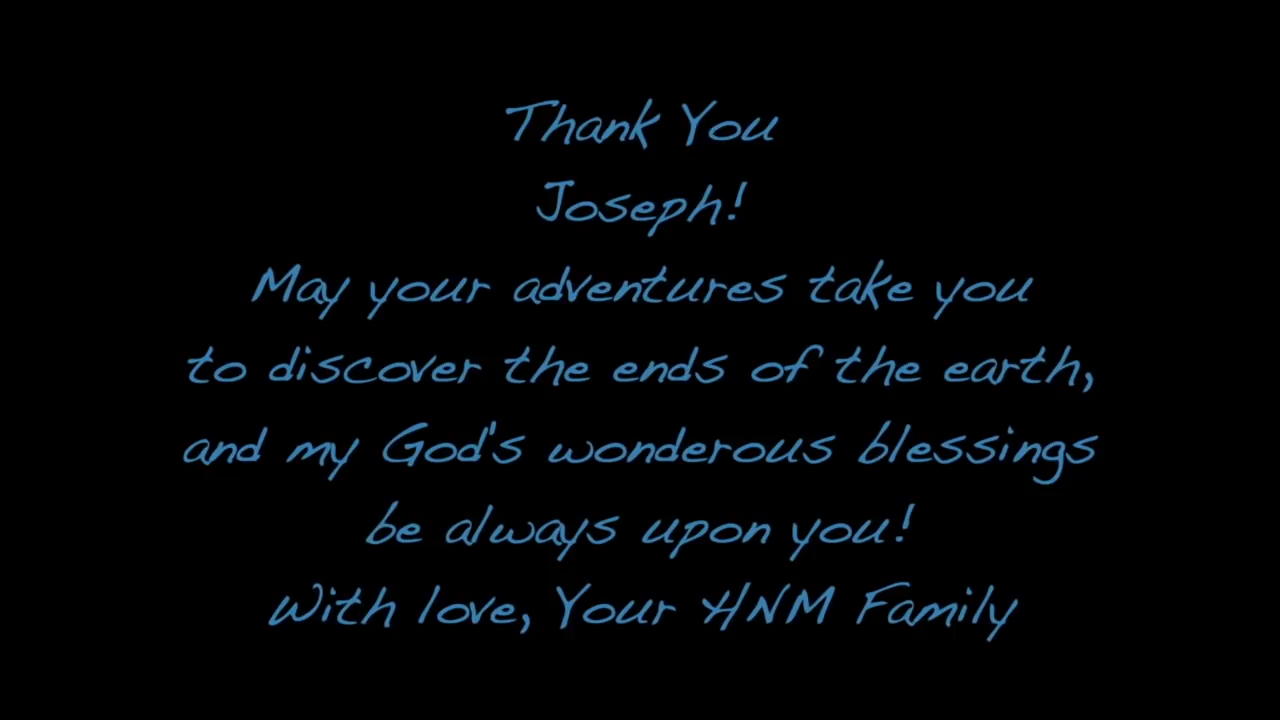 Thank You
Joseph!
May your adventures take you
to discover the ends of the earth,
and my God's wonderous blessings
be always upon you!
With love, Your HNM Family